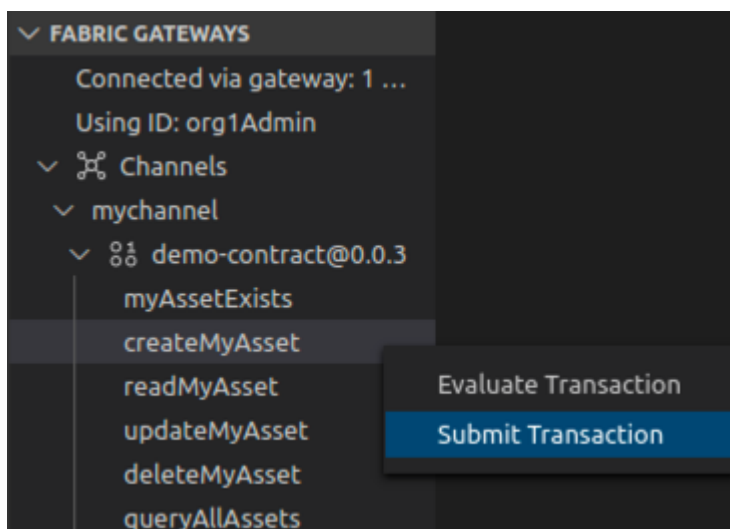 FABRIC GATEWAYS
Connected via gateway: 1 ...
Using ID: org1Admin
Channels
mychannel
demo-contract@0.0.3
myAssetExists
createMyAsset
readMyAsset
updateMyAsset
deleteMyAsset
queryAllAssets
Evaluate Transaction
Submit Transaction